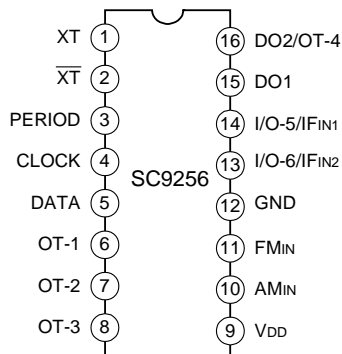 XT 1 16 DO2/OT-4
XT 2 15 DO1
PERIOD 3 14 I/O-5/IFIN1
CLOCK 4 13 I/O-6/IFIN2
SC9256
DATA 5 12 GND
OT-1 6 11 FMIN
OT-2 7 10 AMIN
OT-3 8 9 VDD